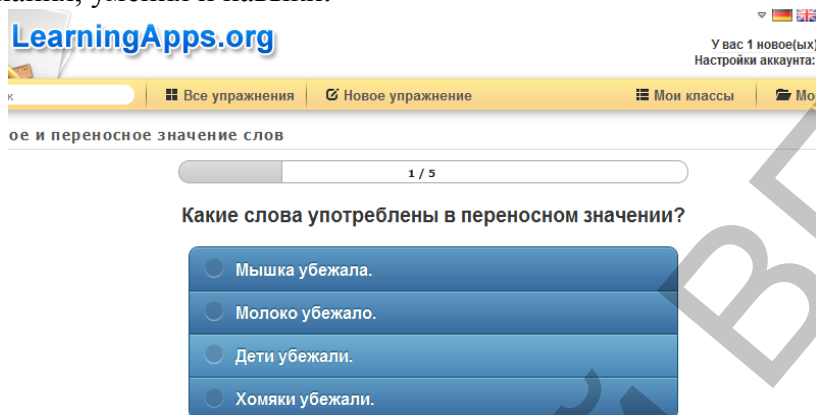 LearningApps.org
У вас 1 новое(ых)
Настройки аккаунта:
Все упражнения
Новое упражнение
Мои классы
ое и переносное значение слов
1 / 5
Какие слова употреблены в переносном значении?
Мышка убежала.
Молоко убежало.
Дети убежали.
Хомяки убежали.